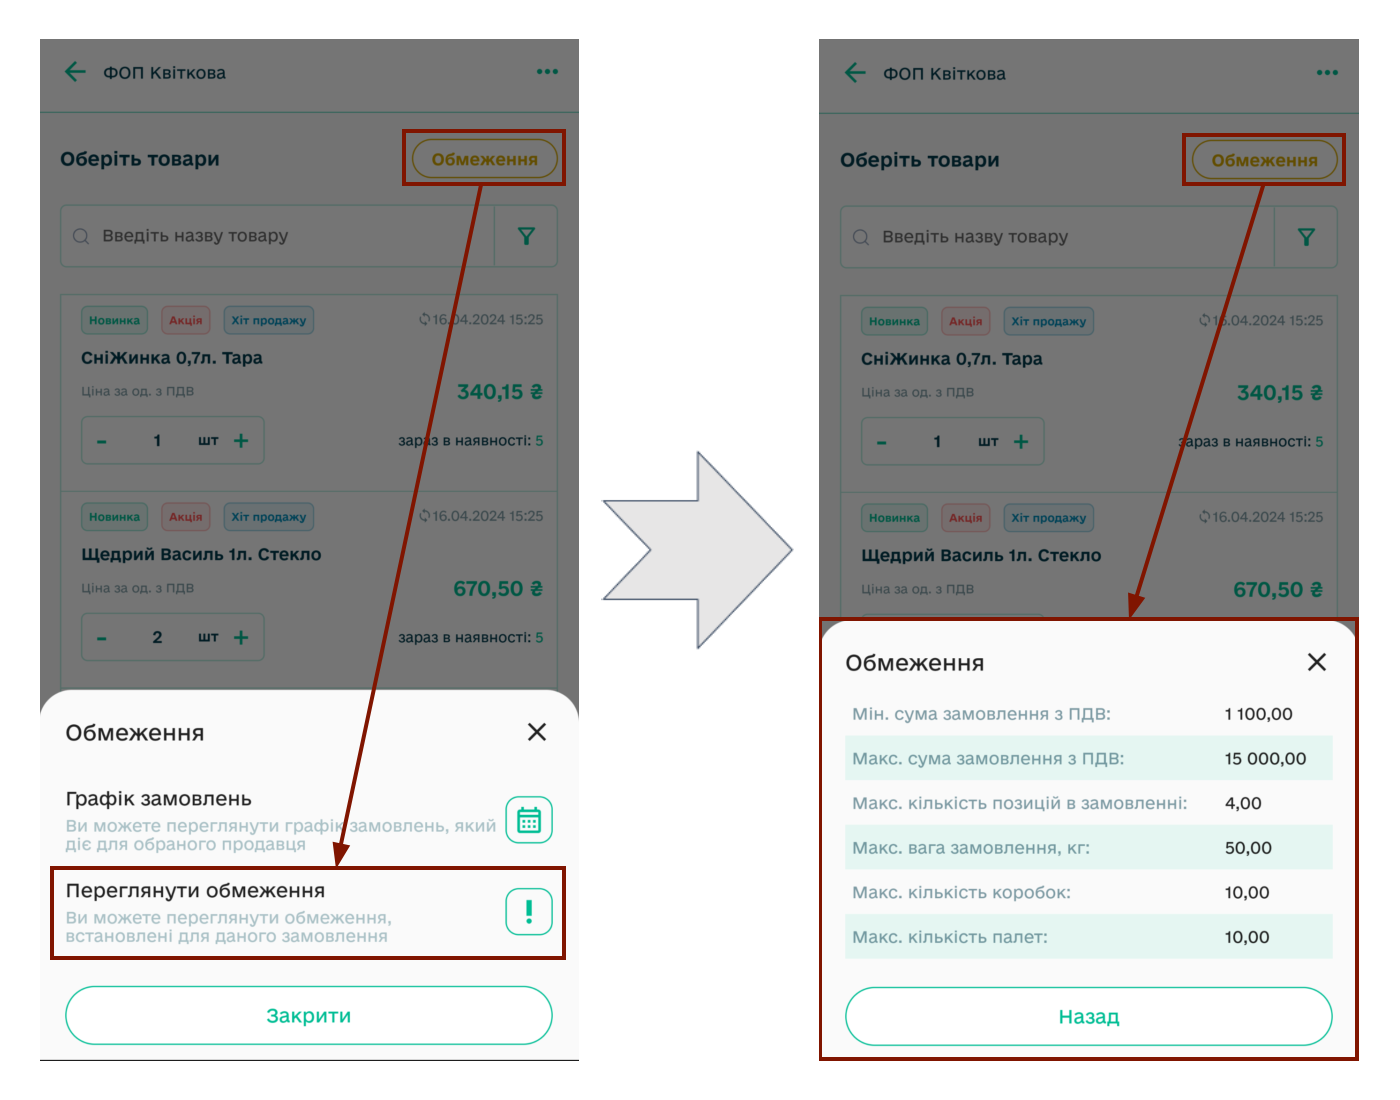 ФОП Квіткова
Оберіть товари
Обмеження
Введіть назву товару
Новинка Акція Хіт продажу 16.04.2024 15:25
СніЖинка 0,7л. Тара
Ціна за од. з ПДВ 340,15 ₴
- 1 шт + зараз в наявності: 5
Новинка Акція Хіт продажу 16.04.2024 15:25
Щедрий Василь 1л. Стекло
Ціна за од. з ПДВ 670,50 ₴
- 2 шт + зараз в наявності: 5
Обмеження
Графік замовлень
Ви можете переглянути графік замовлень, який
діє для обраного продавця
Переглянути обмеження
Ви можете переглянути обмеження,
встановлені для даного замовлення
Закрити
ФОП Квіткова
Оберіть товари
Обмеження
Введіть назву товару
Новинка Акція Хіт продажу 16.04.2024 15:25
СніЖинка 0,7л. Тара
Ціна за од. з ПДВ 340,15 ₴
- 1 шт + зараз в наявності: 5
Новинка Акція Хіт продажу 16.04.2024 15:25
Щедрий Василь 1л. Стекло
Ціна за од. з ПДВ 670,50 ₴
Обмеження
Мін. сума замовлення з ПДВ: 1 100,00
Макс. сума замовлення з ПДВ: 15 000,00
Макс. кількість позицій в замовленні: 4,00
Макс. вага замовлення, кг: 50,00
Макс. кількість коробок: 10,00
Макс. кількість палет: 10,00
Назад